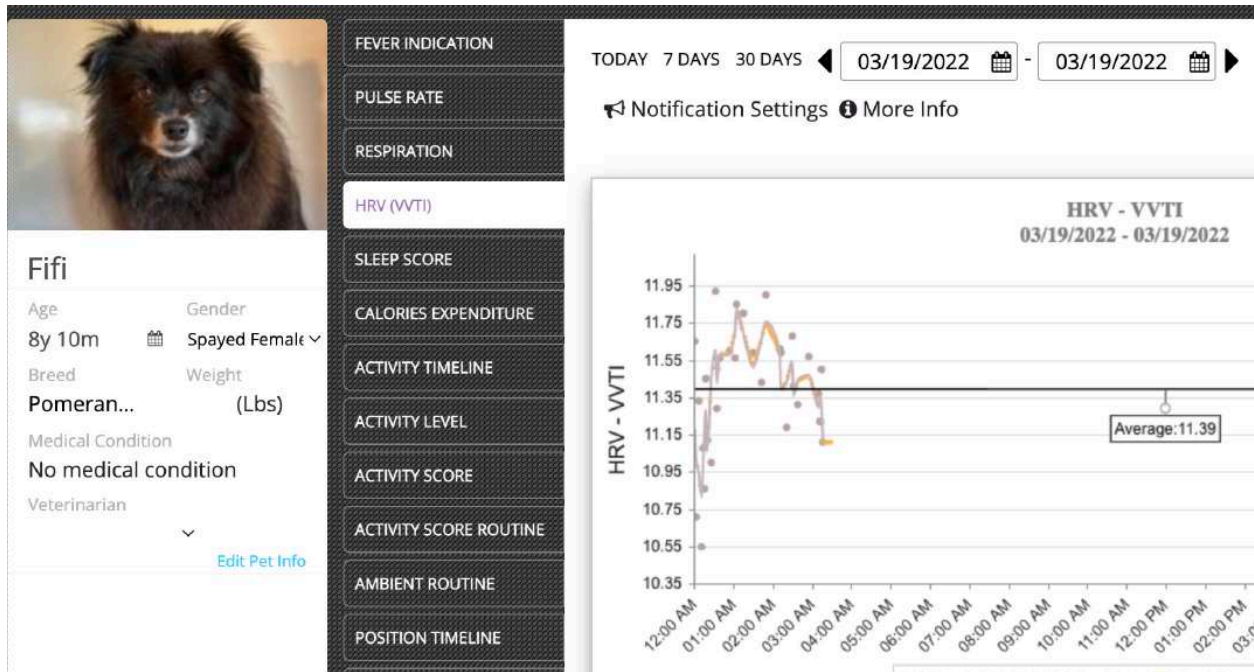 Fifi
Age Gender
8y 10m Spayed Female
Breed Weight
Pomeran... (Lbs)
Medical Condition
No medical condition
Veterinarian
Edit Pet Info
FEVER INDICATION
PULSE RATE
RESPIRATION
HRV (VVTI)
SLEEP SCORE
CALORIES EXPENDITURE
ACTIVITY TIMELINE
ACTIVITY LEVEL
ACTIVITY SCORE
ACTIVITY SCORE ROUTINE
AMBIENT ROUTINE
POSITION TIMELINE
TODAY 7 DAYS 30 DAYS 03/19/2022 - 03/19/2022
Notification Settings More Info
HRV - VVTI
03/19/2022 - 03/19/2022
HRV - VVTI
11.95
11.75
11.55
11.35
11.15
10.95
10.75
10.55
10.35
Average:11.39
12:00 AM 01:00 AM 02:00 AM 03:00 AM 04:00 AM 05:00 AM 06:00 AM 07:00 AM 08:00 AM 09:00 AM 10:00 AM 11:00 AM 12:00 PM 01:00 PM 02:00 PM